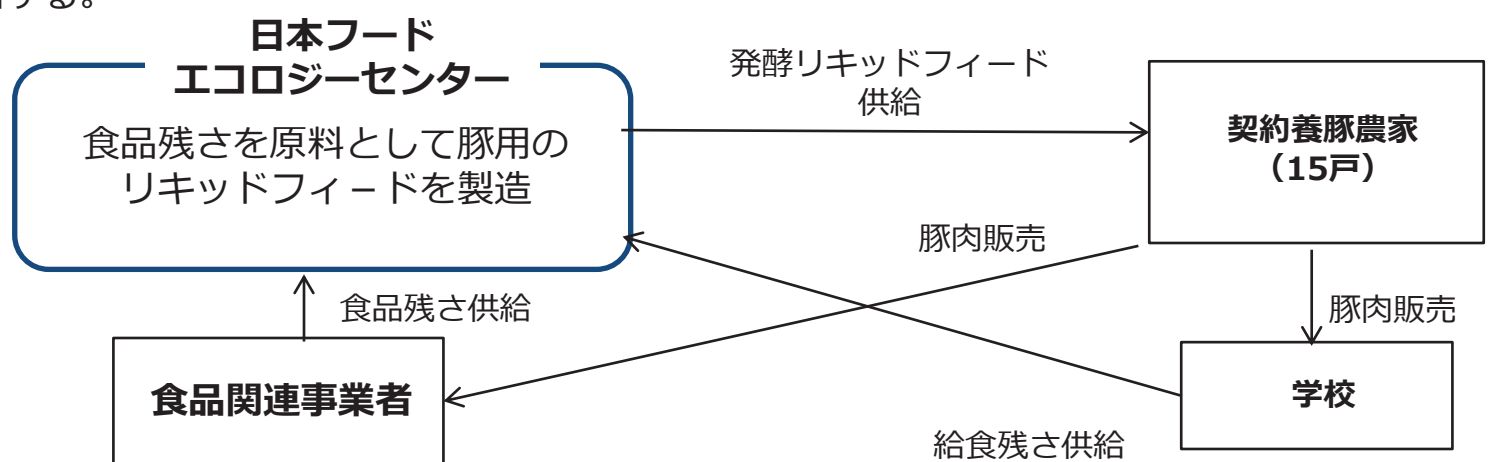 日本フード
エコロジーセンター
食品残さを原料として豚用の
リキッドフィ－ドを製造
発酵リキッドフィード
供給
契約養豚農家
（15戸）
豚肉販売
食品残さ供給
豚肉販売
食品関連事業者
学校
給食残さ供給